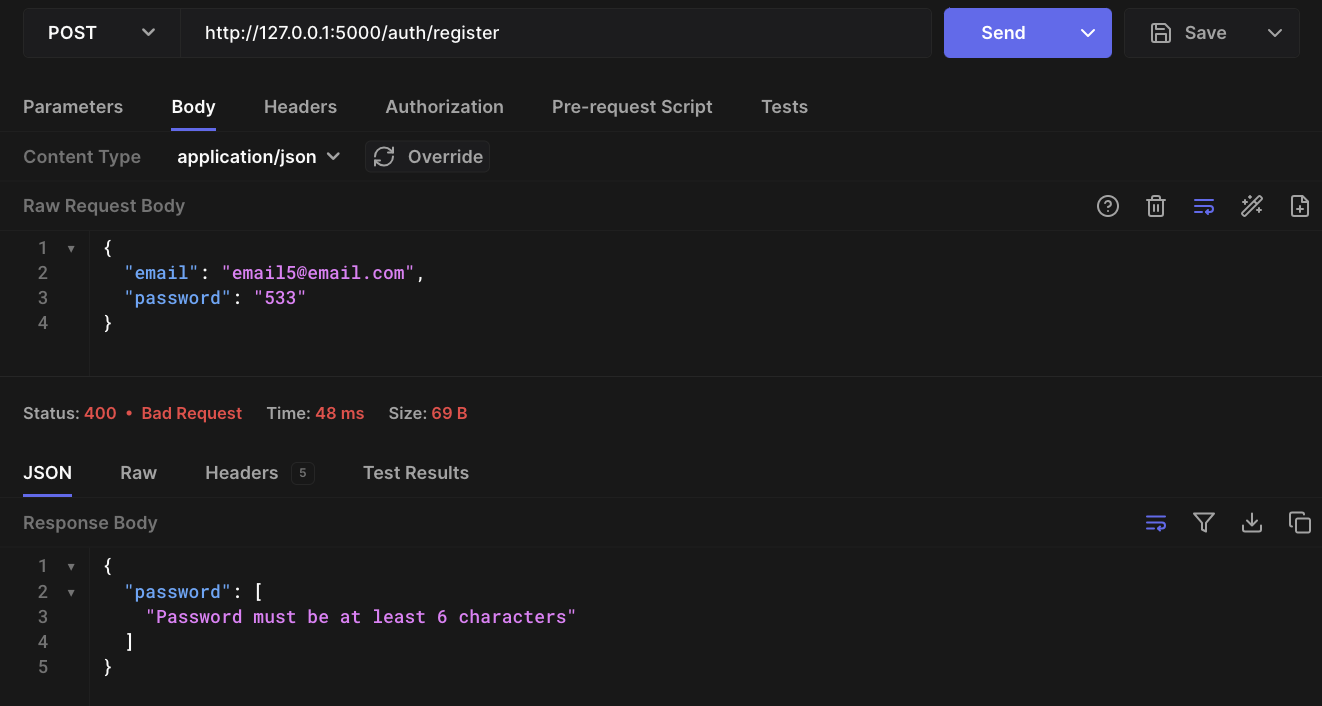 POST http://127.0.0.1:5000/auth/register Send Save
Parameters Body Headers Authorization Pre-request Script Tests
Content Type application/json Override
Raw Request Body
1 {
2 "email": "email5@email.com",
3 "password": "533"
4 }
Status: 400 • Bad Request Time: 48 ms Size: 69 B
JSON Raw Headers 5 Test Results
Response Body
1 {
2 "password": [
3 "Password must be at least 6 characters"
4 ]
5 }